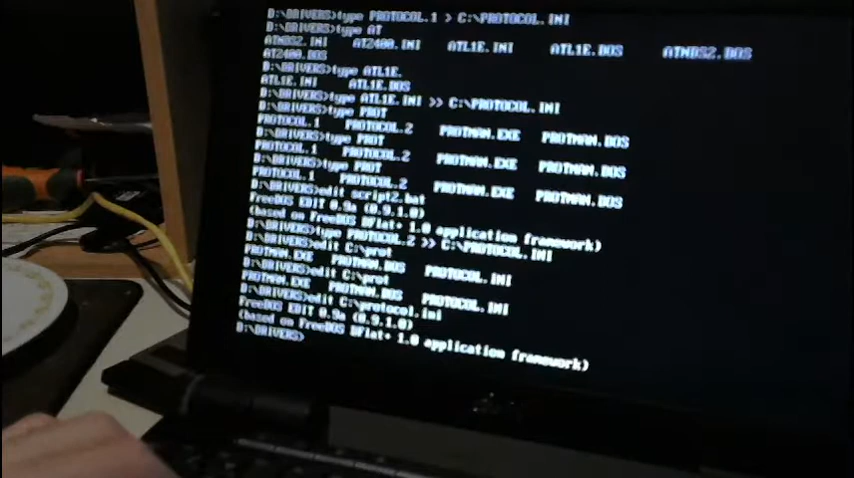 D:\DRIVERS>type PROTOCOL.1 > C:\PROTOCOL.INI
D:\DRIVERS>type AT
ATMDS2.INI AT2400.INI ATL1E.INI ATL1E.DOS ATMDS2.DOS
AT2400.DOS
D:\DRIVERS>type ATL1E.
ATL1E.INI ATL1E.DOS
D:\DRIVERS>type ATL1E.INI >> C:\PROTOCOL.INI
D:\DRIVERS>type PROT
PROTOCOL.1 PROTOCOL.2 PROTMAN.EXE PROTMAN.DOS
D:\DRIVERS>type PROT
PROTOCOL.1 PROTOCOL.2 PROTMAN.EXE PROTMAN.DOS
D:\DRIVERS>type PROT
PROTOCOL.1 PROTOCOL.2 PROTMAN.EXE PROTMAN.DOS
D:\DRIVERS>edit script2.bat
FreeDOS EDIT 0.9a (0.9.1.0)
(based on FreeDOS DFlat+ 1.0 application framework)
D:\DRIVERS>type PROTOCOL.2 >> C:\PROTOCOL.INI
D:\DRIVERS>edit C:\prot
PROTMAN.EXE PROTMAN.DOS PROTOCOL.INI
D:\DRIVERS>edit C:\prot
PROTMAN.EXE PROTMAN.DOS PROTOCOL.INI
D:\DRIVERS>edit C:\protocol.ini
FreeDOS EDIT 0.9a (0.9.1.0)
(based on FreeDOS DFlat+ 1.0 application framework)
D:\DRIVERS>